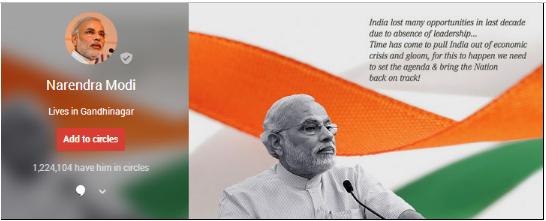 Narendra Modi
Lives in Gandhinagar
Add to circles
1,224,104 have him in circles
India lost many opportunities in last decade
due to absence of leadership...
Time has come to pull India out of economic
crisis and gloom, for this to happen we need
to set the agenda & bring the Nation
back on track!